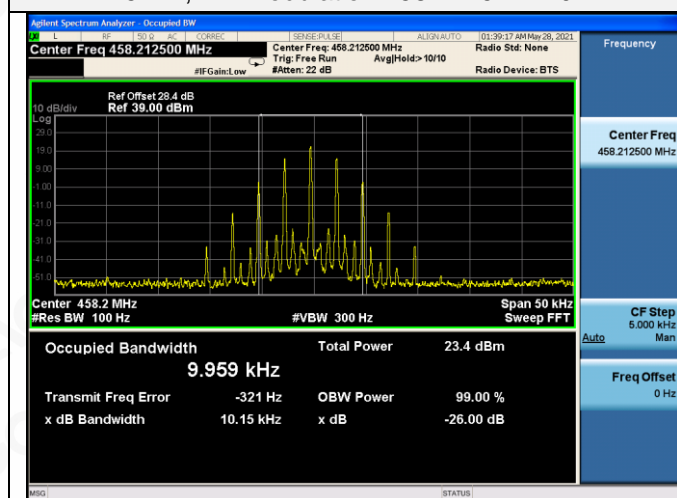 Agilent Spectrum Analyzer - Occupied BW
LXI L RF 50 Ω AC CORREC SENSE:PULSE ALIGN AUTO 01:39:17 AM May 28, 2021
Center Freq 458.212500 MHz
Center Freq: 458.212500 MHz
Radio Std: None
Trig: Free Run Avg|Hold:>10/10
#IFGain:Low #Atten: 22 dB Radio Device: BTS
Ref Offset 28.4 dB
10 dB/div Ref 39.00 dBm
Log
29.0
19.0
9.00
-1.00
-11.0
-21.0
-31.0
-41.0
-51.0
Center 458.2 MHz Span 50 kHz
#Res BW 100 Hz #VBW 300 Hz Sweep FFT
Occupied Bandwidth Total Power 23.4 dBm
9.959 kHz
Transmit Freq Error -321 Hz OBW Power 99.00 %
x dB Bandwidth 10.15 kHz x dB -26.00 dB
MSG STATUS
Frequency
Center Freq
458.212500 MHz
CF Step
5.000 kHz
Auto Man
Freq Offset
0 Hz